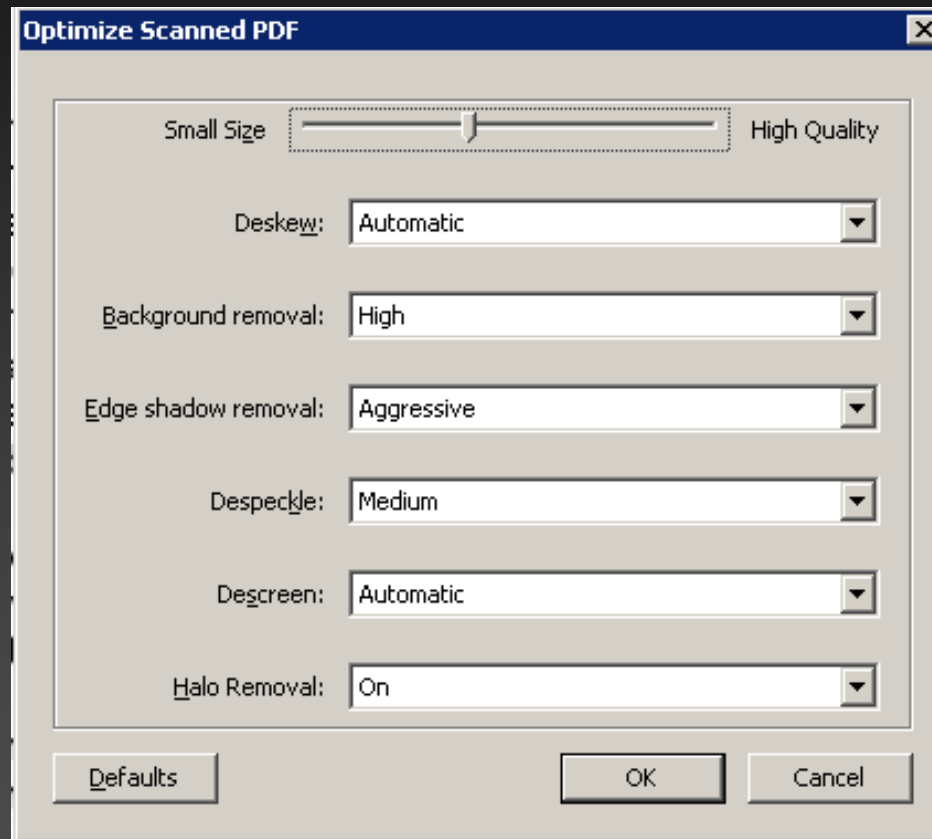 Optimize Scanned PDF
Small Size High Quality
Deskew: Automatic
Background removal: High
Edge shadow removal: Aggressive
Despeckle: Medium
Descreen: Automatic
Halo Removal: On
Defaults OK Cancel